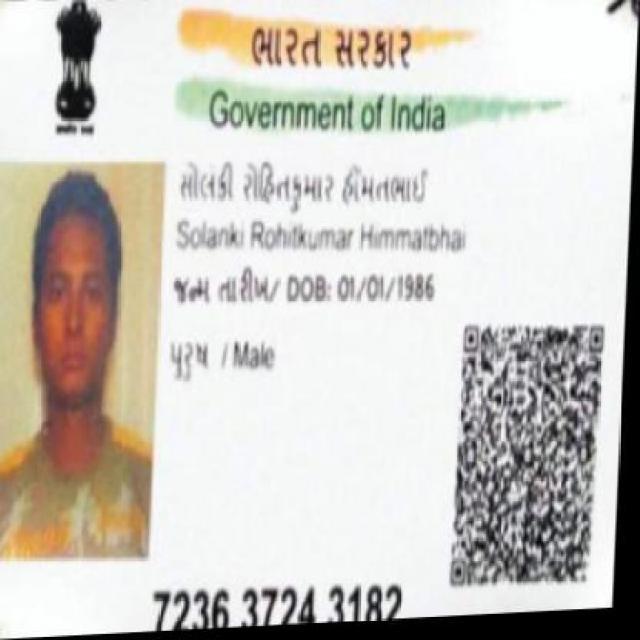 ભારત સરકાર
Government of India
સોલંકી રોહિતકુમાર હીંમતભાઈ
Solanki Rohitkumar Himmatbhai
જન્મ તારીખ/ DOB: 01/01/1986
પુરુષ / Male
7236 3724 3182